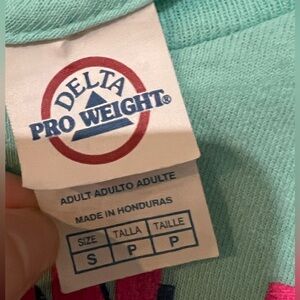 DELTA
PRO WEIGHT®
ADULT ADULTO ADULTE
MADE IN HONDURAS
SIZE TALLA TAILLE
S P P